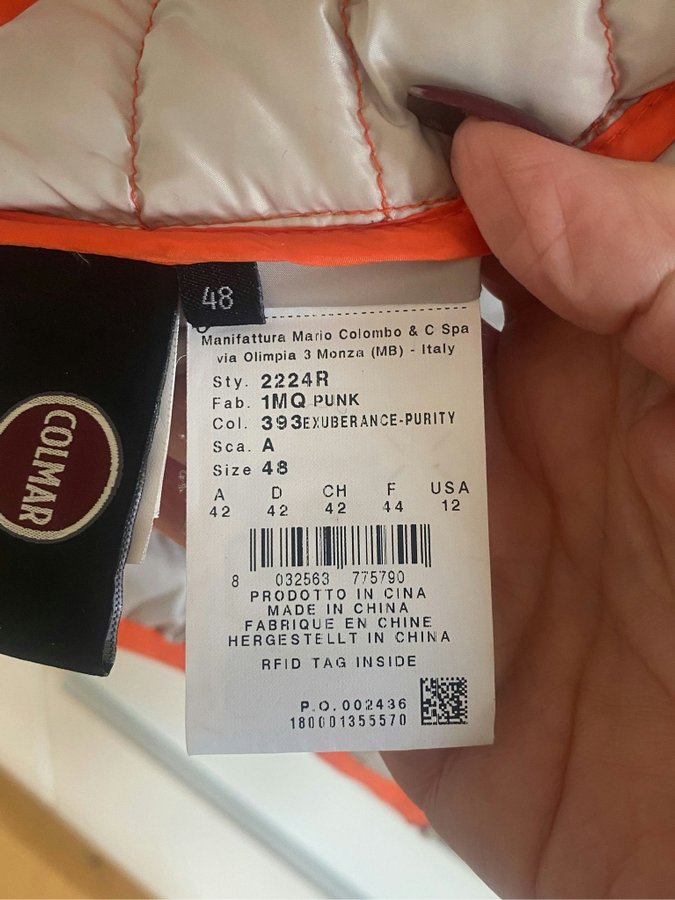 48
COLMAR
Manifattura Mario Colombo & C Spa
via Olimpia 3 Monza (MB) - Italy
Sty. 2224R
Fab. 1MQ PUNK
Col. 393EXUBERANCE-PURITY
Sca. A
Size 48
A D CH F USA
42 42 42 44 12
8 032563 775790
PRODOTTO IN CINA
MADE IN CHINA
FABRIQUE EN CHINE
HERGESTELLT IN CHINA
RFID TAG INSIDE
P.O. 002436
180001355570